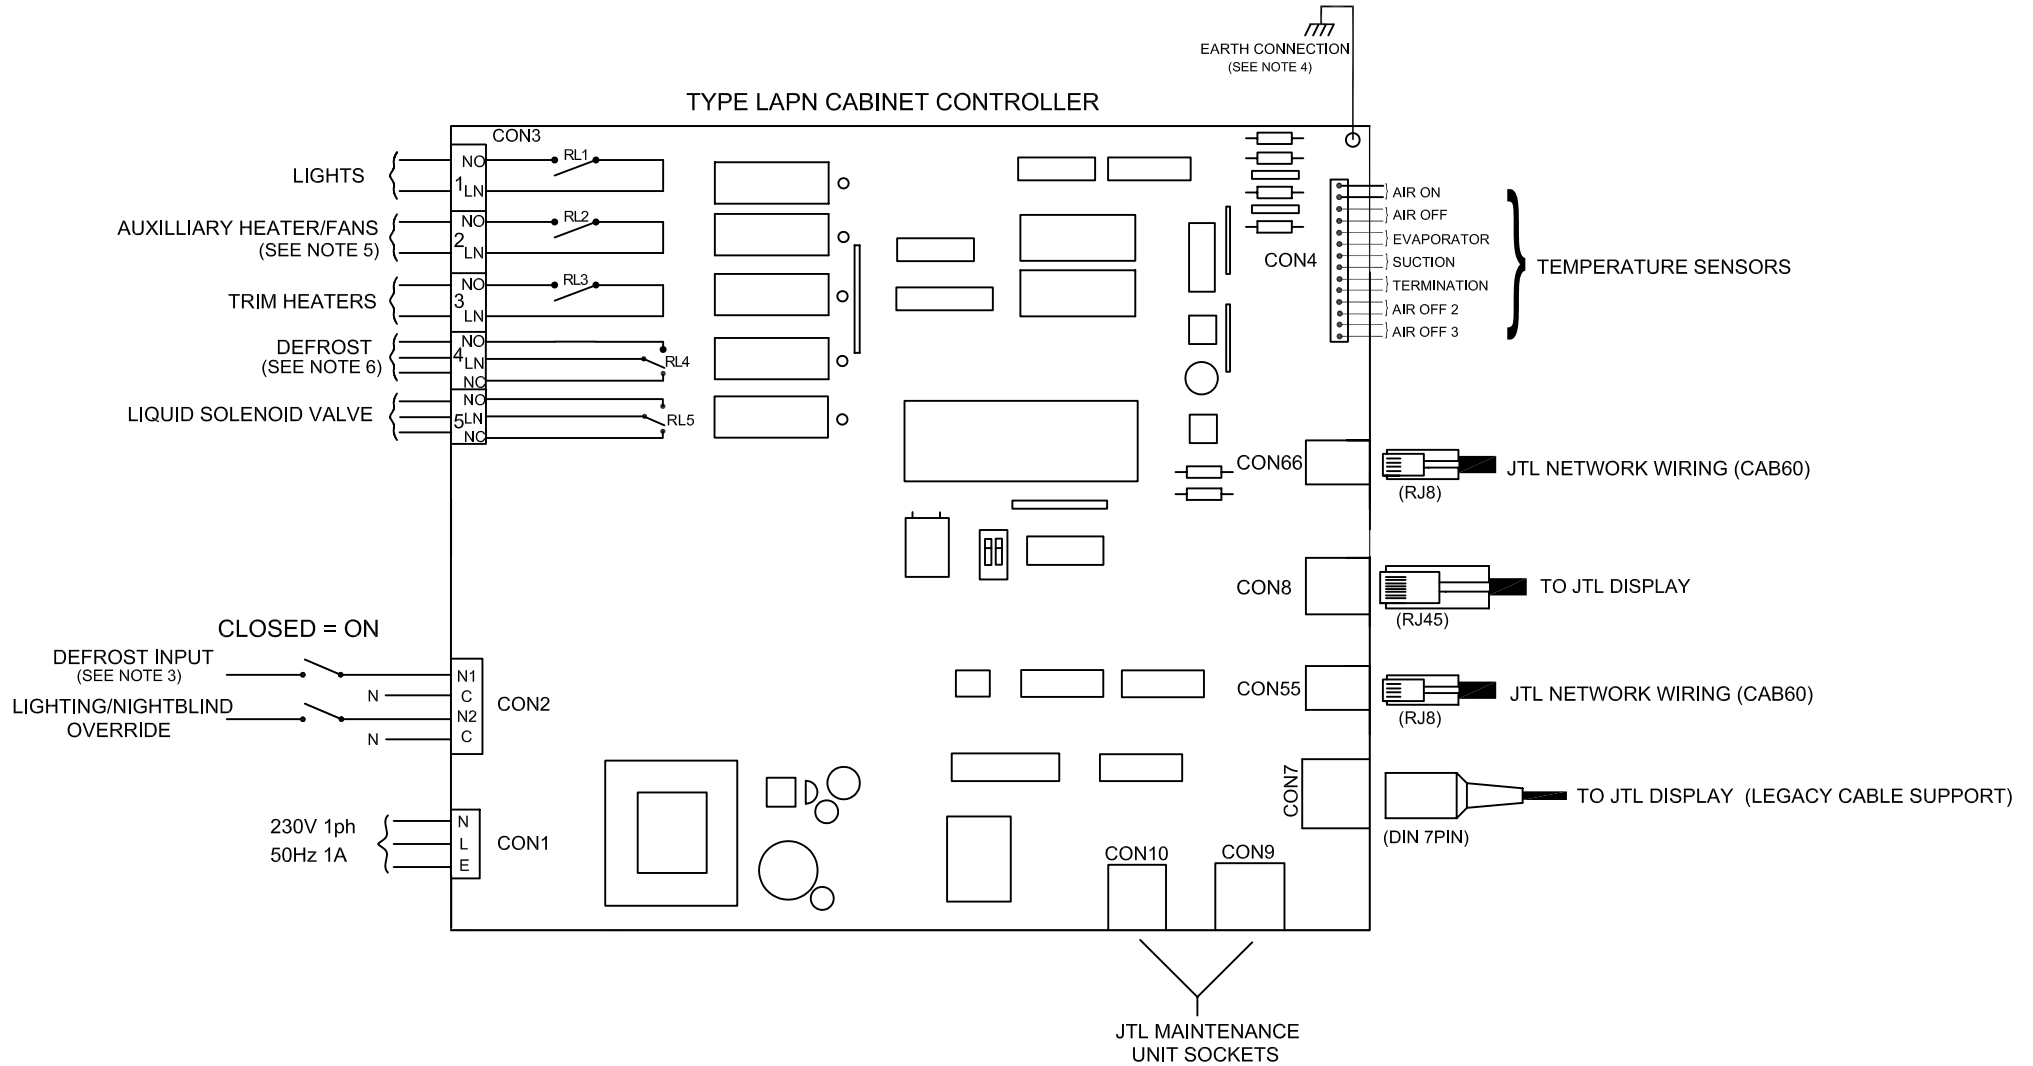 EARTH CONNECTION
(SEE NOTE 4)
TYPE LAPN CABINET CONTROLLER
CON3
LIGHTS
NO
1
LN
RL1
AUXILLIARY HEATER/FANS
(SEE NOTE 5)
NO
2
LN
RL2
TRIM HEATERS
NO
3
LN
RL3
DEFROST
(SEE NOTE 6)
NO
4
LN
NC
RL4
LIQUID SOLENOID VALVE
NO
5
LN
NC
RL5
CON4
AIR ON
AIR OFF
EVAPORATOR
SUCTION
TERMINATION
AIR OFF 2
AIR OFF 3
TEMPERATURE SENSORS
CON66
(RJ8)
JTL NETWORK WIRING (CAB60)
CON8
(RJ45)
TO JTL DISPLAY
CLOSED = ON
DEFROST INPUT
(SEE NOTE 3)
LIGHTING/NIGHTBLIND
OVERRIDE
N
N
N1
C
N2
C
CON2
CON55
(RJ8)
JTL NETWORK WIRING (CAB60)
230V 1ph
50Hz 1A
N
L
E
CON1
CON7
(DIN 7PIN)
TO JTL DISPLAY (LEGACY CABLE SUPPORT)
CON10
CON9
JTL MAINTENANCE
UNIT SOCKETS